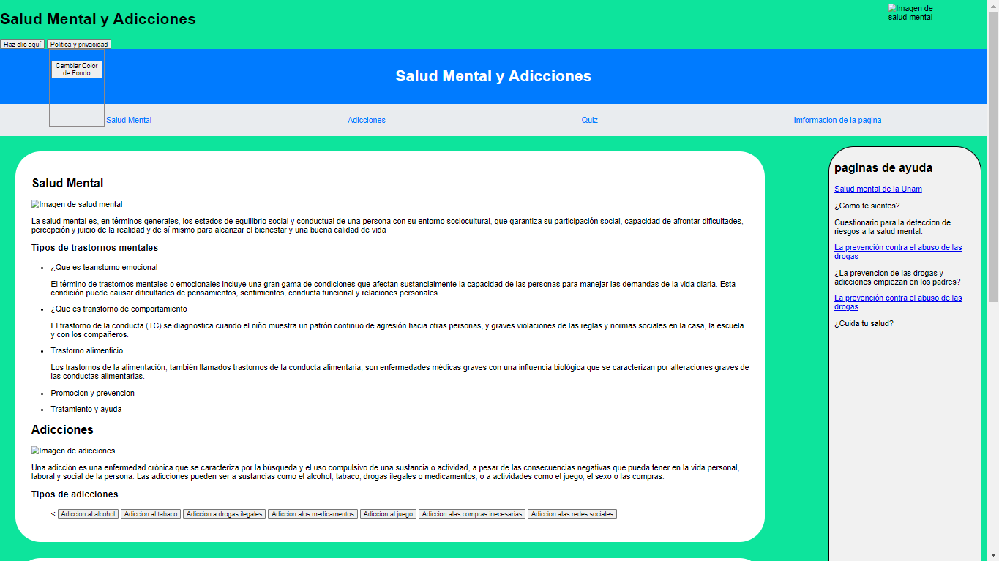 Salud Mental y Adicciones
Imagen de
salud mental
Haz clic aquí
Politica y privacidad
Cambiar Color
de Fondo
Salud Mental y Adicciones
Salud Mental
Adicciones
Quiz
Imformacion de la pagina
Salud Mental
Imagen de salud mental
La salud mental es, en términos generales, los estados de equilibrio social y conductual de una persona con su entorno sociocultural, que garantiza su participación social, capacidad de afrontar dificultades,
percepción y juicio de la realidad y de sí mismo para alcanzar el bienestar y una buena calidad de vida
Tipos de trastornos mentales
• ¿Que es teanstorno emocional
El término de trastornos mentales o emocionales incluye una gran gama de condiciones que afectan sustancialmente la capacidad de las personas para manejar las demandas de la vida diaria. Esta
condición puede causar dificultades de pensamientos, sentimientos, conducta funcional y relaciones personales.
• ¿Que es transtorno de comportamiento
El trastorno de la conducta (TC) se diagnostica cuando el niño muestra un patrón continuo de agresión hacia otras personas, y graves violaciones de las reglas y normas sociales en la casa, la escuela
y con los compañeros.
• Trastorno alimenticio
Los trastornos de la alimentación, también llamados trastornos de la conducta alimentaria, son enfermedades médicas graves con una influencia biológica que se caracterizan por alteraciones graves de
las conductas alimentarias.
• Promocion y prevencion
• Tratamiento y ayuda
Adicciones
Imagen de adicciones
Una adicción es una enfermedad crónica que se caracteriza por la búsqueda y el uso compulsivo de una sustancia o actividad, a pesar de las consecuencias negativas que pueda tener en la vida personal,
laboral y social de la persona. Las adicciones pueden ser a sustancias como el alcohol, tabaco, drogas ilegales o medicamentos, o a actividades como el juego, el sexo o las compras.
Tipos de adicciones
< Adiccion al alcohol Adiccion al tabaco Adiccion a drogas ilegales Adiccion alos medicamentos Adiccion al juego Adiccion alas compras inecesarias Adiccion alas redes sociales
paginas de ayuda
Salud mental de la Unam
¿Como te sientes?
Cuestionario para la deteccion de
riesgos a la salud mental.
La prevención contra el abuso de las
drogas
¿La prevencion de las drogas y
adicciones empiezan en los padres?
La prevención contra el abuso de las
drogas
¿Cuida tu salud?